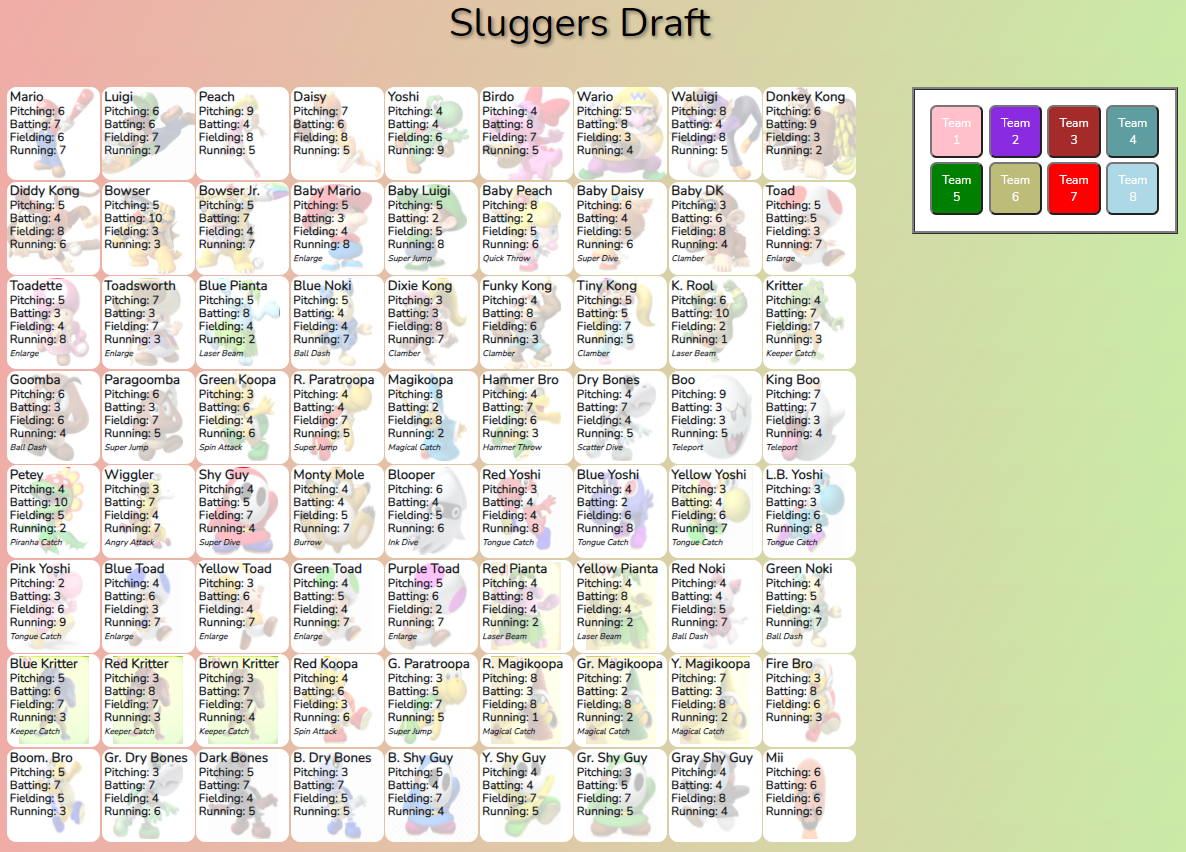 Sluggers Draft
Mario
Pitching: 6
Batting: 7
Fielding: 6
Running: 7
Luigi
Pitching: 6
Batting: 6
Fielding: 7
Running: 7
Peach
Pitching: 9
Batting: 4
Fielding: 8
Running: 5
Daisy
Pitching: 7
Batting: 6
Fielding: 8
Running: 5
Yoshi
Pitching: 4
Batting: 4
Fielding: 6
Running: 9
Birdo
Pitching: 4
Batting: 8
Fielding: 7
Running: 5
Wario
Pitching: 5
Batting: 8
Fielding: 3
Running: 4
Waluigi
Pitching: 8
Batting: 4
Fielding: 8
Running: 5
Donkey Kong
Pitching: 6
Batting: 9
Fielding: 3
Running: 2
Team
1
Team
2
Team
3
Team
4
Team
5
Team
6
Team
7
Team
8
Diddy Kong
Pitching: 5
Batting: 4
Fielding: 8
Running: 6
Bowser
Pitching: 5
Batting: 10
Fielding: 3
Running: 3
Bowser Jr.
Pitching: 5
Batting: 7
Fielding: 4
Running: 7
Baby Mario
Pitching: 5
Batting: 3
Fielding: 4
Running: 8
Enlarge
Baby Luigi
Pitching: 5
Batting: 2
Fielding: 5
Running: 8
Super Jump
Baby Peach
Pitching: 8
Batting: 2
Fielding: 5
Running: 6
Quick Throw
Baby Daisy
Pitching: 6
Batting: 4
Fielding: 5
Running: 6
Super Dive
Baby DK
Pitching: 3
Batting: 6
Fielding: 8
Running: 4
Clamber
Toad
Pitching: 5
Batting: 5
Fielding: 3
Running: 7
Enlarge
Toadette
Pitching: 5
Batting: 3
Fielding: 4
Running: 8
Enlarge
Toadsworth
Pitching: 7
Batting: 3
Fielding: 7
Running: 3
Enlarge
Blue Pianta
Pitching: 5
Batting: 8
Fielding: 4
Running: 2
Laser Beam
Blue Noki
Pitching: 5
Batting: 4
Fielding: 4
Running: 7
Ball Dash
Dixie Kong
Pitching: 3
Batting: 3
Fielding: 8
Running: 7
Clamber
Funky Kong
Pitching: 4
Batting: 8
Fielding: 6
Running: 3
Clamber
Tiny Kong
Pitching: 5
Batting: 5
Fielding: 7
Running: 5
Clamber
K. Rool
Pitching: 6
Batting: 10
Fielding: 2
Running: 1
Laser Beam
Kritter
Pitching: 4
Batting: 7
Fielding: 7
Running: 3
Keeper Catch
Goomba
Pitching: 6
Batting: 3
Fielding: 6
Running: 4
Ball Dash
Paragoomba
Pitching: 6
Batting: 3
Fielding: 7
Running: 5
Super Jump
Green Koopa
Pitching: 3
Batting: 6
Fielding: 4
Running: 6
Spin Attack
R. Paratroopa
Pitching: 4
Batting: 4
Fielding: 7
Running: 5
Super Jump
Magikoopa
Pitching: 8
Batting: 4
Fielding: 8
Running: 2
Magical Catch
Hammer Bro
Pitching: 4
Batting: 7
Fielding: 6
Running: 3
Hammer Throw
Dry Bones
Pitching: 4
Batting: 7
Fielding: 4
Running: 5
Scatter Dive
Boo
Pitching: 9
Batting: 3
Fielding: 3
Running: 5
Teleport
King Boo
Pitching: 7
Batting: 7
Fielding: 3
Running: 4
Teleport
Petey
Pitching: 4
Batting: 10
Fielding: 5
Running: 2
Piranha Catch
Wiggler
Pitching: 3
Batting: 7
Fielding: 4
Running: 7
Angry Attack
Shy Guy
Pitching: 4
Batting: 5
Fielding: 7
Running: 4
Super Dive
Monty Mole
Pitching: 4
Batting: 4
Fielding: 5
Running: 7
Burrow
Blooper
Pitching: 6
Batting: 4
Fielding: 5
Running: 6
Ink Dive
Red Yoshi
Pitching: 3
Batting: 4
Fielding: 4
Running: 8
Tongue Catch
Blue Yoshi
Pitching: 4
Batting: 2
Fielding: 6
Running: 8
Tongue Catch
Yellow Yoshi
Pitching: 3
Batting: 4
Fielding: 6
Running: 7
Tongue Catch
L.B. Yoshi
Pitching: 3
Batting: 3
Fielding: 6
Running: 8
Tongue Catch
Pink Yoshi
Pitching: 2
Batting: 3
Fielding: 6
Running: 9
Tongue Catch
Blue Toad
Pitching: 4
Batting: 6
Fielding: 3
Running: 7
Enlarge
Yellow Toad
Pitching: 3
Batting: 6
Fielding: 4
Running: 7
Enlarge
Green Toad
Pitching: 4
Batting: 5
Fielding: 4
Running: 7
Enlarge
Purple Toad
Pitching: 5
Batting: 6
Fielding: 2
Running: 7
Enlarge
Red Pianta
Pitching: 4
Batting: 8
Fielding: 4
Running: 2
Laser Beam
Yellow Pianta
Pitching: 4
Batting: 8
Fielding: 4
Running: 2
Laser Beam
Red Noki
Pitching: 4
Batting: 4
Fielding: 5
Running: 7
Ball Dash
Green Noki
Pitching: 4
Batting: 5
Fielding: 4
Running: 7
Ball Dash
Blue Kritter
Pitching: 5
Batting: 6
Fielding: 7
Running: 3
Keeper Catch
Red Kritter
Pitching: 3
Batting: 8
Fielding: 7
Running: 3
Keeper Catch
Brown Kritter
Pitching: 3
Batting: 7
Fielding: 7
Running: 4
Keeper Catch
Red Koopa
Pitching: 4
Batting: 6
Fielding: 3
Running: 6
Spin Attack
G. Paratroopa
Pitching: 3
Batting: 5
Fielding: 7
Running: 5
Super Jump
R. Magikoopa
Pitching: 8
Batting: 3
Fielding: 8
Running: 1
Magical Catch
Gr. Magikoopa
Pitching: 7
Batting: 2
Fielding: 8
Running: 2
Magical Catch
Y. Magikoopa
Pitching: 7
Batting: 3
Fielding: 8
Running: 2
Magical Catch
Fire Bro
Pitching: 3
Batting: 8
Fielding: 6
Running: 3
Boom. Bro
Pitching: 5
Batting: 7
Fielding: 5
Running: 3
Gr. Dry Bones
Pitching: 3
Batting: 7
Fielding: 4
Running: 6
Dark Bones
Pitching: 5
Batting: 7
Fielding: 4
Running: 5
B. Dry Bones
Pitching: 3
Batting: 7
Fielding: 5
Running: 5
B. Shy Guy
Pitching: 5
Batting: 4
Fielding: 7
Running: 4
Y. Shy Guy
Pitching: 4
Batting: 4
Fielding: 7
Running: 5
Gr. Shy Guy
Pitching: 3
Batting: 5
Fielding: 7
Running: 5
Gray Shy Guy
Pitching: 4
Batting: 4
Fielding: 8
Running: 4
Mii
Pitching: 6
Batting: 6
Fielding: 6
Running: 6